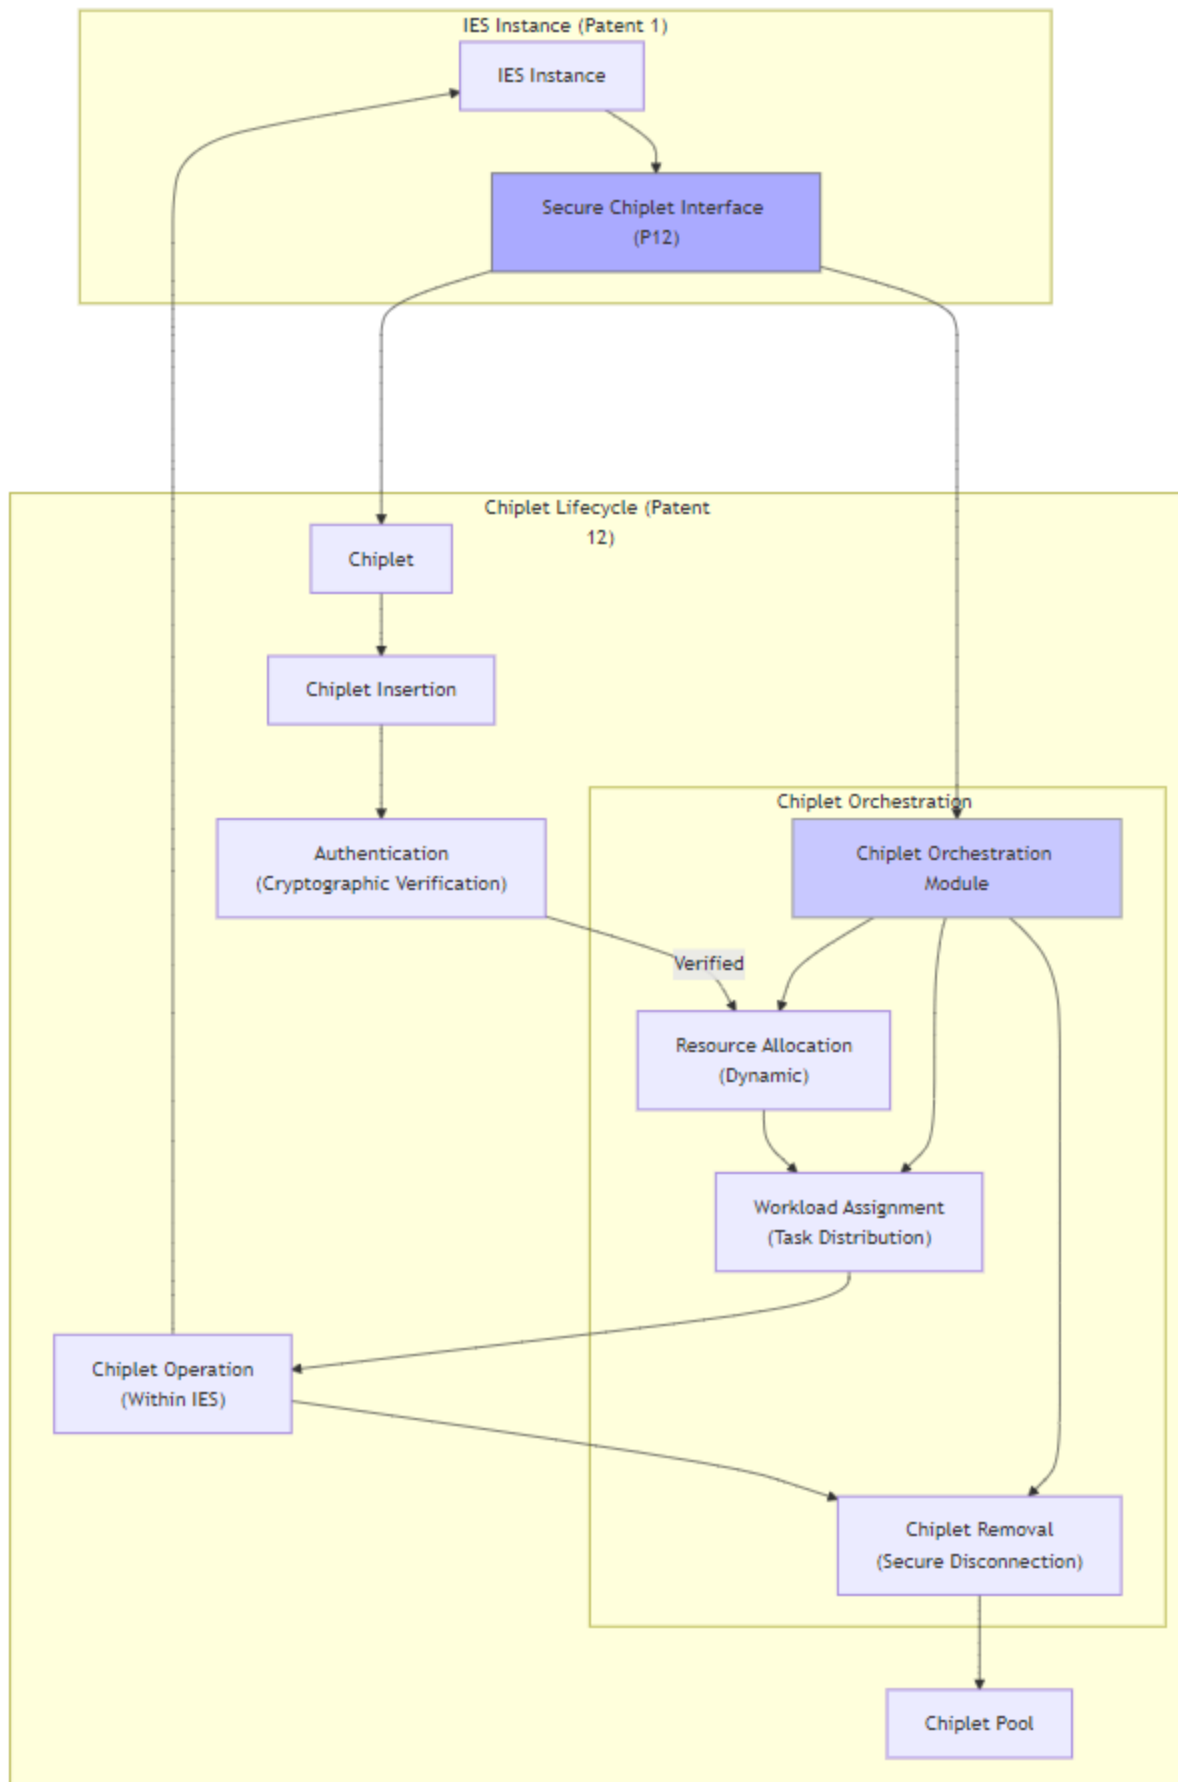 IES Instance (Patent 1)
IES Instance
Secure Chiplet Interface
(P12)
Chiplet Lifecycle (Patent
12)
Chiplet
Chiplet Insertion
Chiplet Orchestration
Authentication
(Cryptographic Verification)
Chiplet Orchestration
Module
Verified
Resource Allocation
(Dynamic)
Workload Assignment
(Task Distribution)
Chiplet Operation
(Within IES)
Chiplet Removal
(Secure Disconnection)
Chiplet Pool